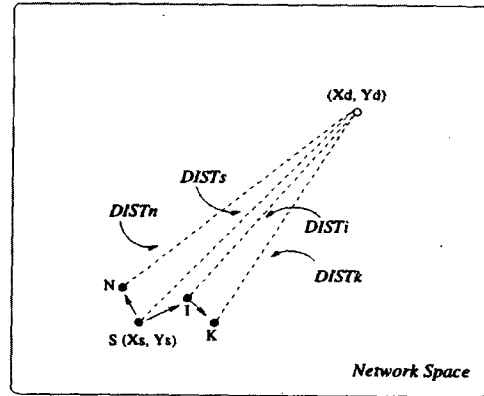 (Xd, Yd)
DISTs
DISTn
DISTi
DISTk
N
I
S (Xs, Ys)
K
Network Space